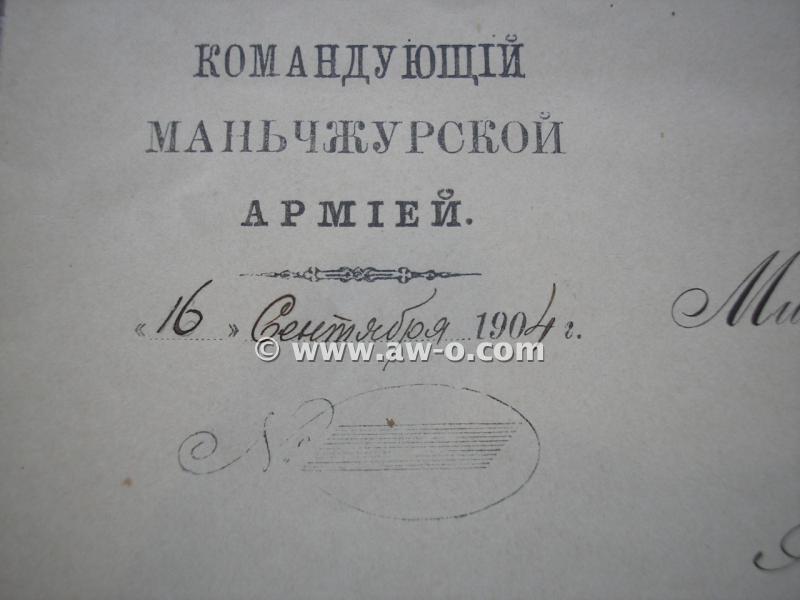 КОМАНДУЮЩІЙ
МАНЬЧЖУРСКОЙ
АРМІЕЙ.
«16» Сентября 1904 г.
© www.aw-o.com
№